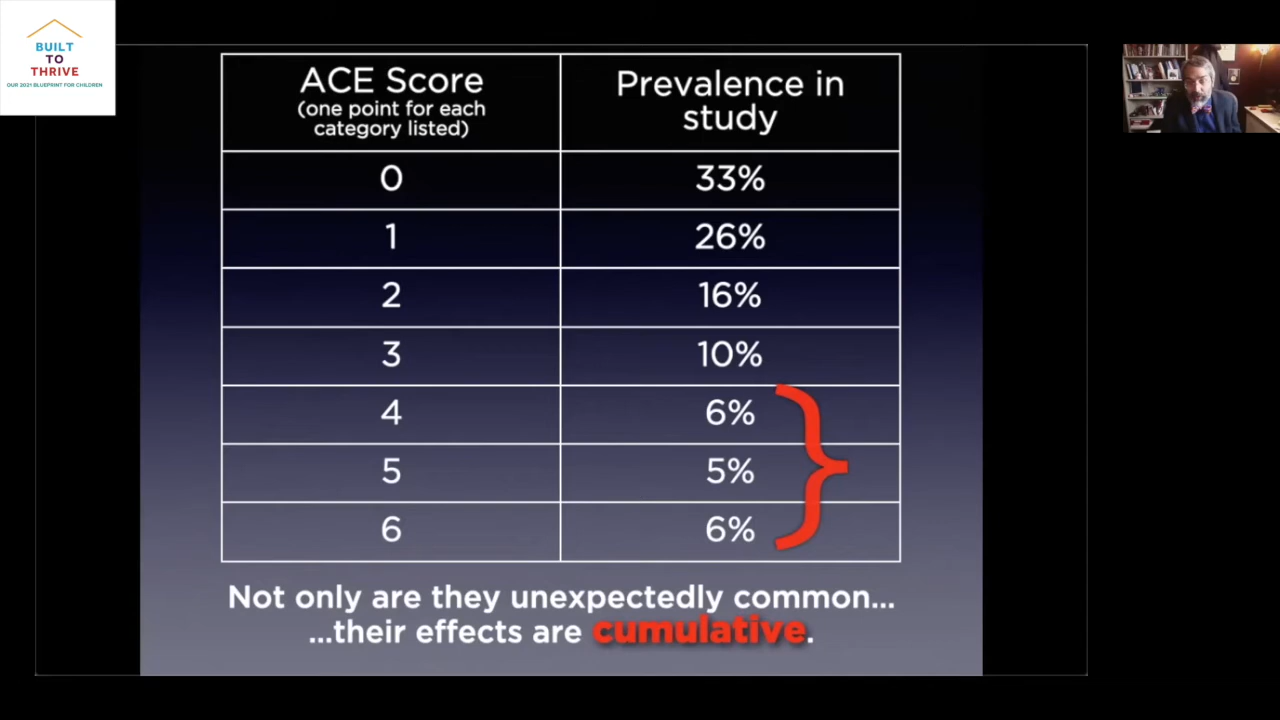 BUILT
TO
THRIVE
OUR 2021 BLUEPRINT FOR CHILDREN
ACE Score
(one point for each
category listed)
Prevalence in
study
0
33%
1
26%
2
16%
3
10%
4
6%
5
5%
6
6%
Not only are they unexpectedly common...
...their effects are cumulative.